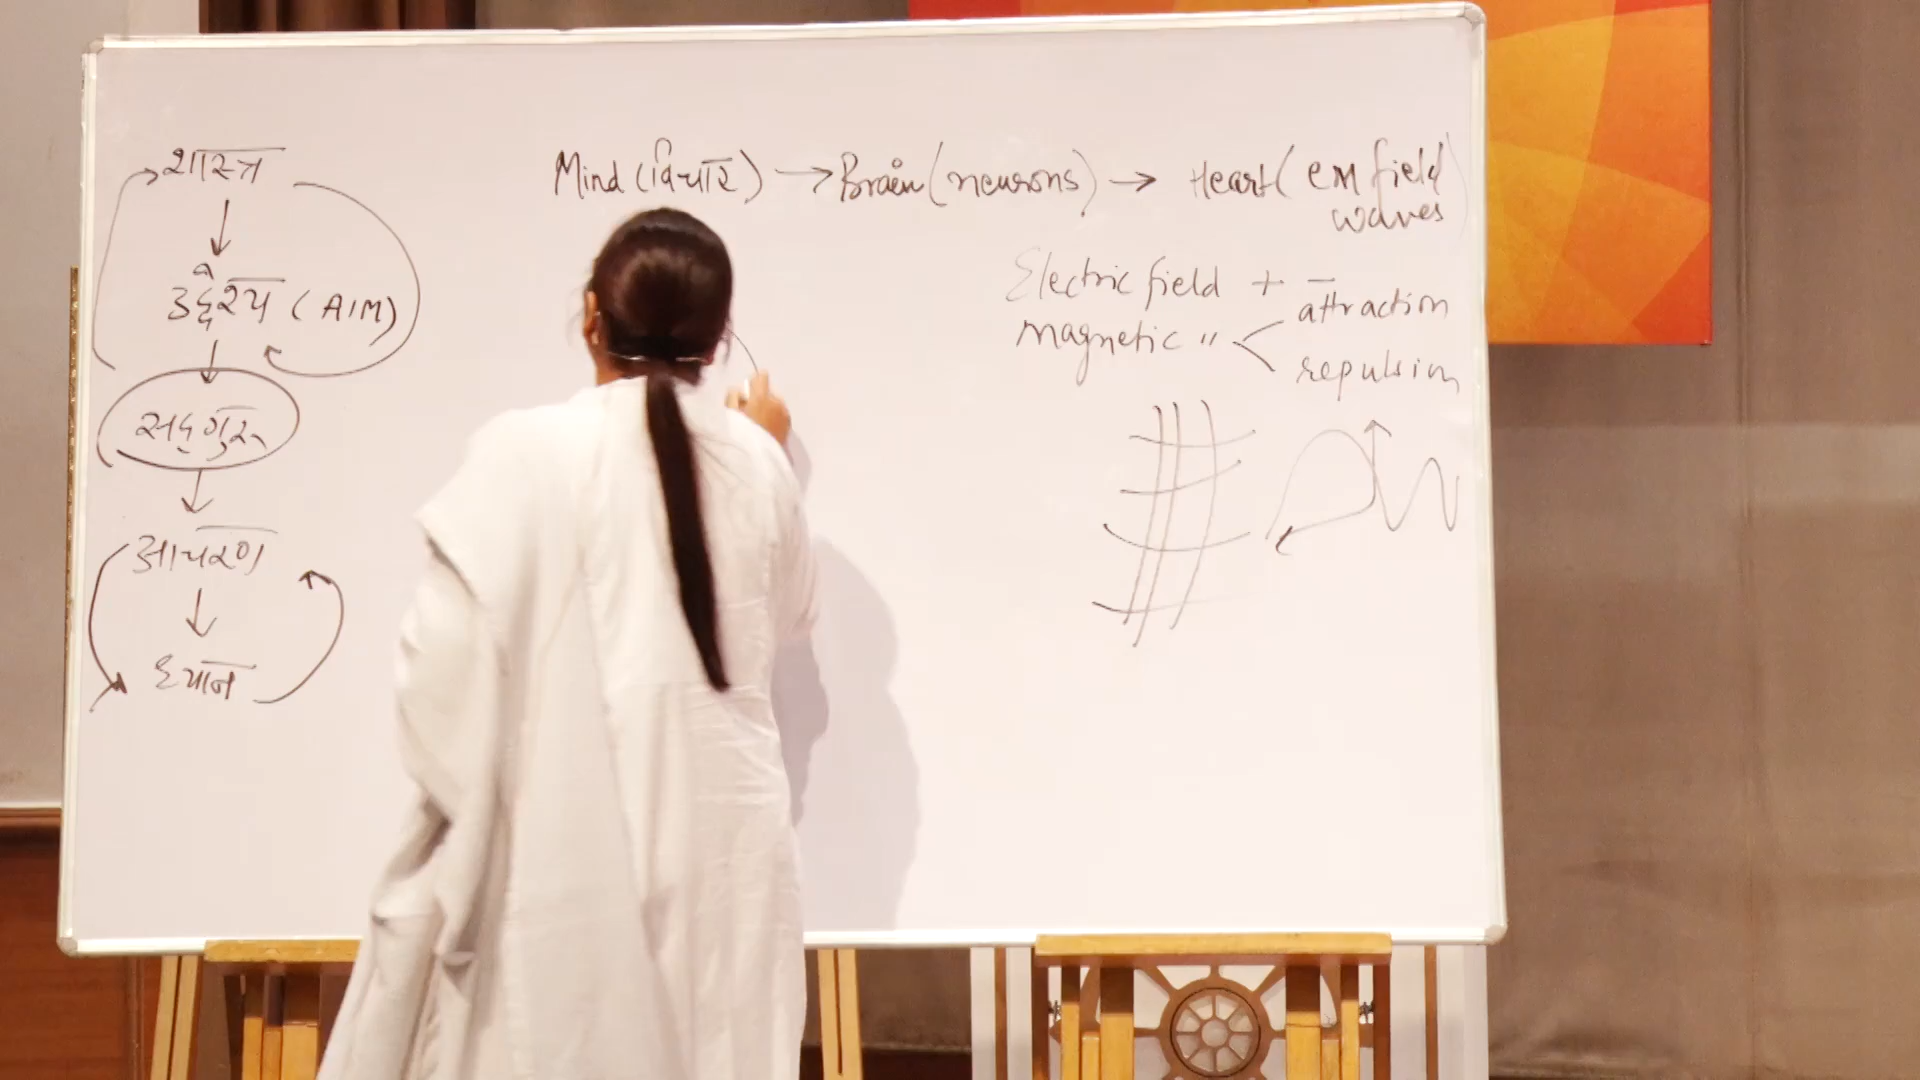 शास्त्र
उद्देश्य (AIM)
सद्गुरु
आचरण
ध्यान
Mind (विचार) → Brain (neurons) → Heart (em field
waves
Electric field + -
magnetic " < attraction
repulsion